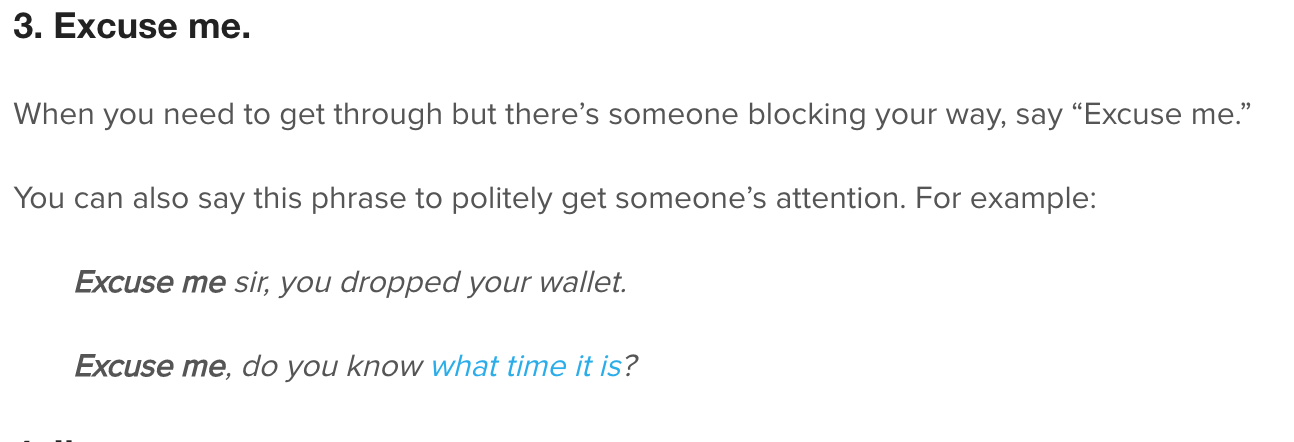 3. Excuse me.
When you need to get through but there’s someone blocking your way, say “Excuse me.”
You can also say this phrase to politely get someone’s attention. For example:
Excuse me sir, you dropped your wallet.
Excuse me, do you know what time it is?